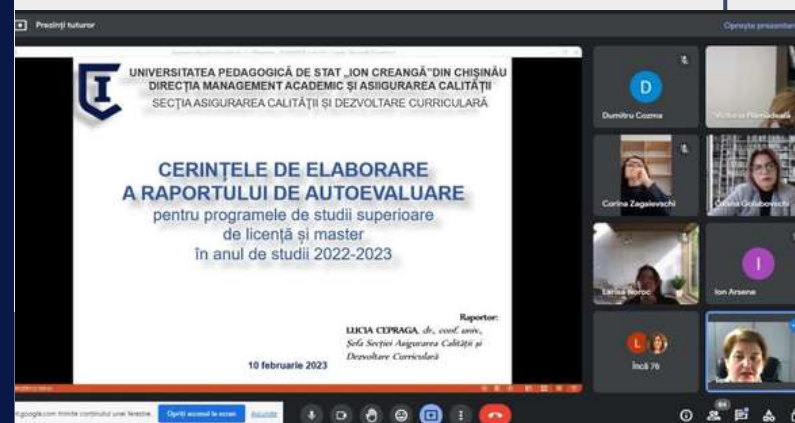 Prezinți tuturor
Oprește prezentarea
UNIVERSITATEA PEDAGOGICĂ DE STAT „ION CREANGĂ”DIN CHIȘINĂU
DIRECȚIA MANAGEMENT ACADEMIC ȘI ASIIGURAREA CALITĂȚII
SECȚIA ASIGURAREA CALITĂȚII ȘI DEZVOLTARE CURRICULARĂ
CERINȚELE DE ELABORARE
A RAPORTULUI DE AUTOEVALUARE
pentru programele de studii superioare
de licență și master
în anul de studii 2022-2023
Raportor:
LUCIA CEPRAGA, dr., conf. univ.,
Șefa Secției Asigurarea Calității și
Dezvoltare Curriculară
10 februarie 2023
D
Dumitru Cozma
Victoria Plămădeală
Corina Zagaievschi
Golubovschi
Larisa Noroc
I
Ion Arsene
L
Încă 76
google.com trimite conținutul unei ferestre.
Opriți accesul la ecran
Ascunde
84